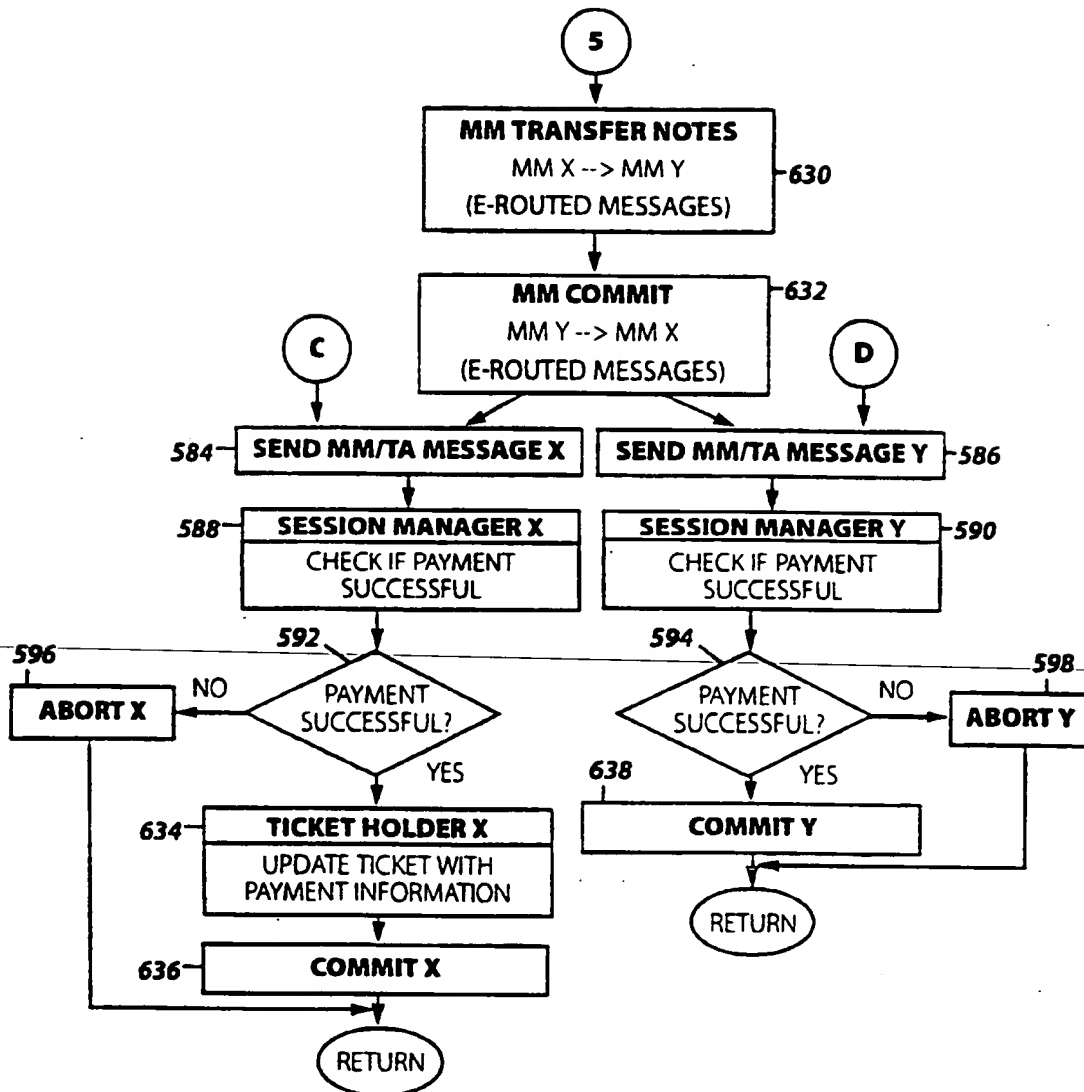 5
MM TRANSFER NOTES
MM X --> MM Y
(E-ROUTED MESSAGES)
630
MM COMMIT
MM Y --> MM X
(E-ROUTED MESSAGES)
632
C
D
584
SEND MM/TA MESSAGE X
SEND MM/TA MESSAGE Y
586
588
SESSION MANAGER X
CHECK IF PAYMENT
SUCCESSFUL
SESSION MANAGER Y
CHECK IF PAYMENT
SUCCESSFUL
590
596
ABORT X
NO
592
PAYMENT
SUCCESSFUL?
YES
594
PAYMENT
SUCCESSFUL?
NO
YES
598
ABORT Y
634
TICKET HOLDER X
UPDATE TICKET WITH
PAYMENT INFORMATION
638
COMMIT Y
RETURN
636
COMMIT X
RETURN